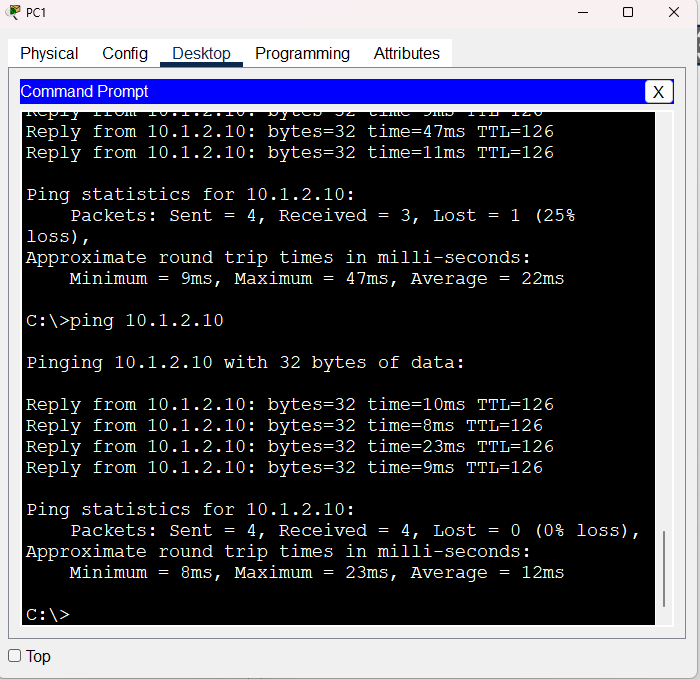 PC1
Physical Config Desktop Programming Attributes
Command Prompt X
Reply from 10.1.2.10: bytes=32 time=9ms TTL=126
Reply from 10.1.2.10: bytes=32 time=47ms TTL=126
Reply from 10.1.2.10: bytes=32 time=11ms TTL=126
Ping statistics for 10.1.2.10:
Packets: Sent = 4, Received = 3, Lost = 1 (25%
loss),
Approximate round trip times in milli-seconds:
Minimum = 9ms, Maximum = 47ms, Average = 22ms
C:\>ping 10.1.2.10
Pinging 10.1.2.10 with 32 bytes of data:
Reply from 10.1.2.10: bytes=32 time=10ms TTL=126
Reply from 10.1.2.10: bytes=32 time=8ms TTL=126
Reply from 10.1.2.10: bytes=32 time=23ms TTL=126
Reply from 10.1.2.10: bytes=32 time=9ms TTL=126
Ping statistics for 10.1.2.10:
Packets: Sent = 4, Received = 4, Lost = 0 (0% loss),
Approximate round trip times in milli-seconds:
Minimum = 8ms, Maximum = 23ms, Average = 12ms
C:\>
Top